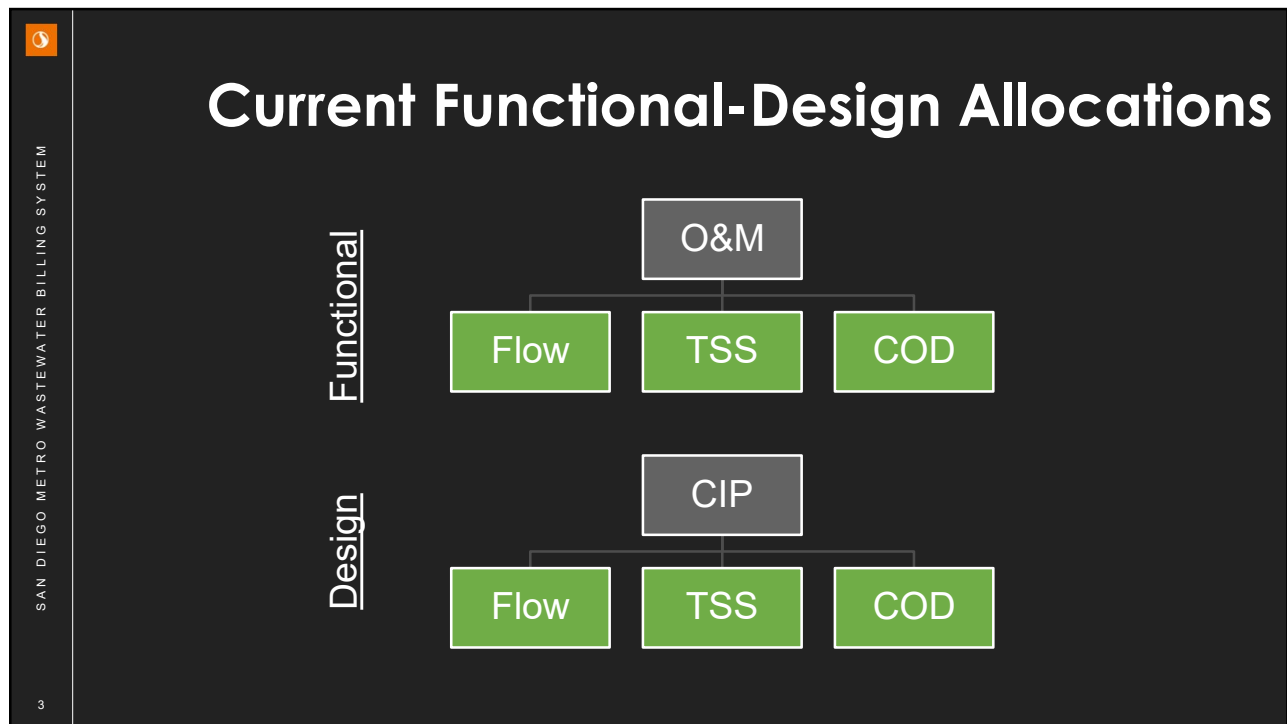 Current Functional-Design Allocations
SAN DIEGO METRO WASTEWATER BILLING SYSTEM
Functional
O&M
Flow
TSS
COD
Design
CIP
Flow
TSS
COD
3